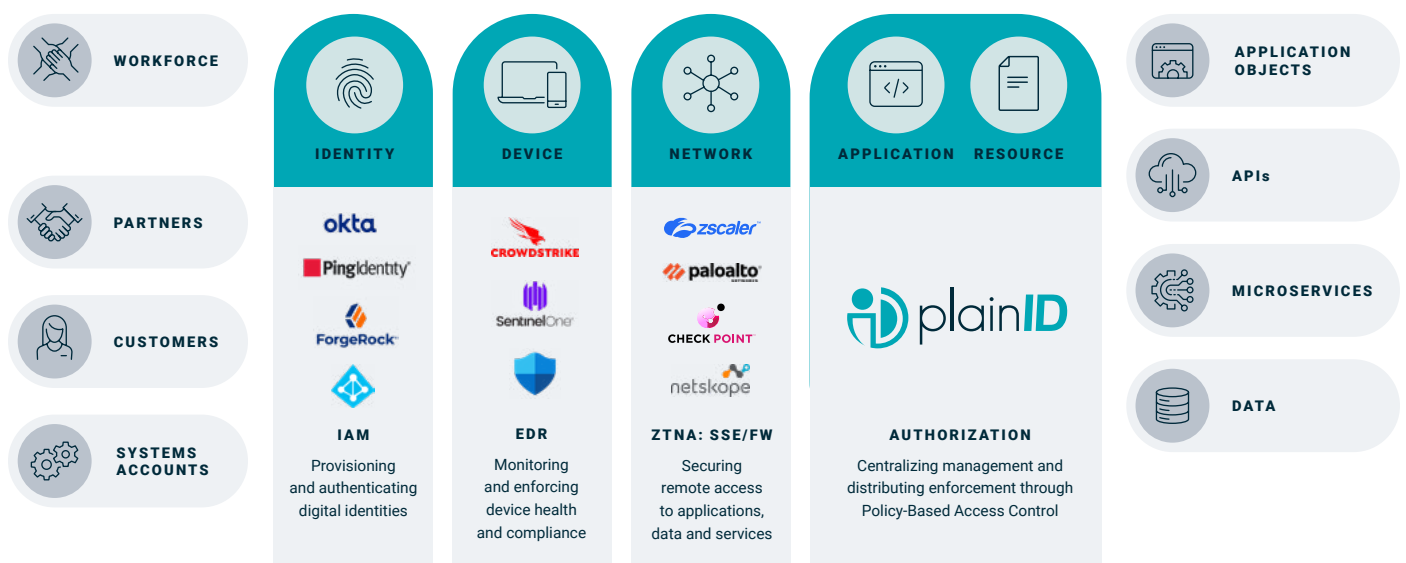 WORKFORCE
PARTNERS
CUSTOMERS
SYSTEMS
ACCOUNTS
IDENTITY
okta
PingIdentity
ForgeRock
IAM
Provisioning
and authenticating
digital identities
DEVICE
CROWDSTRIKE
SentinelOne
EDR
Monitoring
and enforcing
device health
and compliance
NETWORK
zscaler™
paloalto
NETWORKS
CHECK POINT
netskope
ZTNA: SSE/FW
Securing
remote access
to applications,
data and services
APPLICATION RESOURCE
plainID
AUTHORIZATION
Centralizing management and
distributing enforcement through
Policy-Based Access Control
APPLICATION
OBJECTS
APIs
MICROSERVICES
DATA